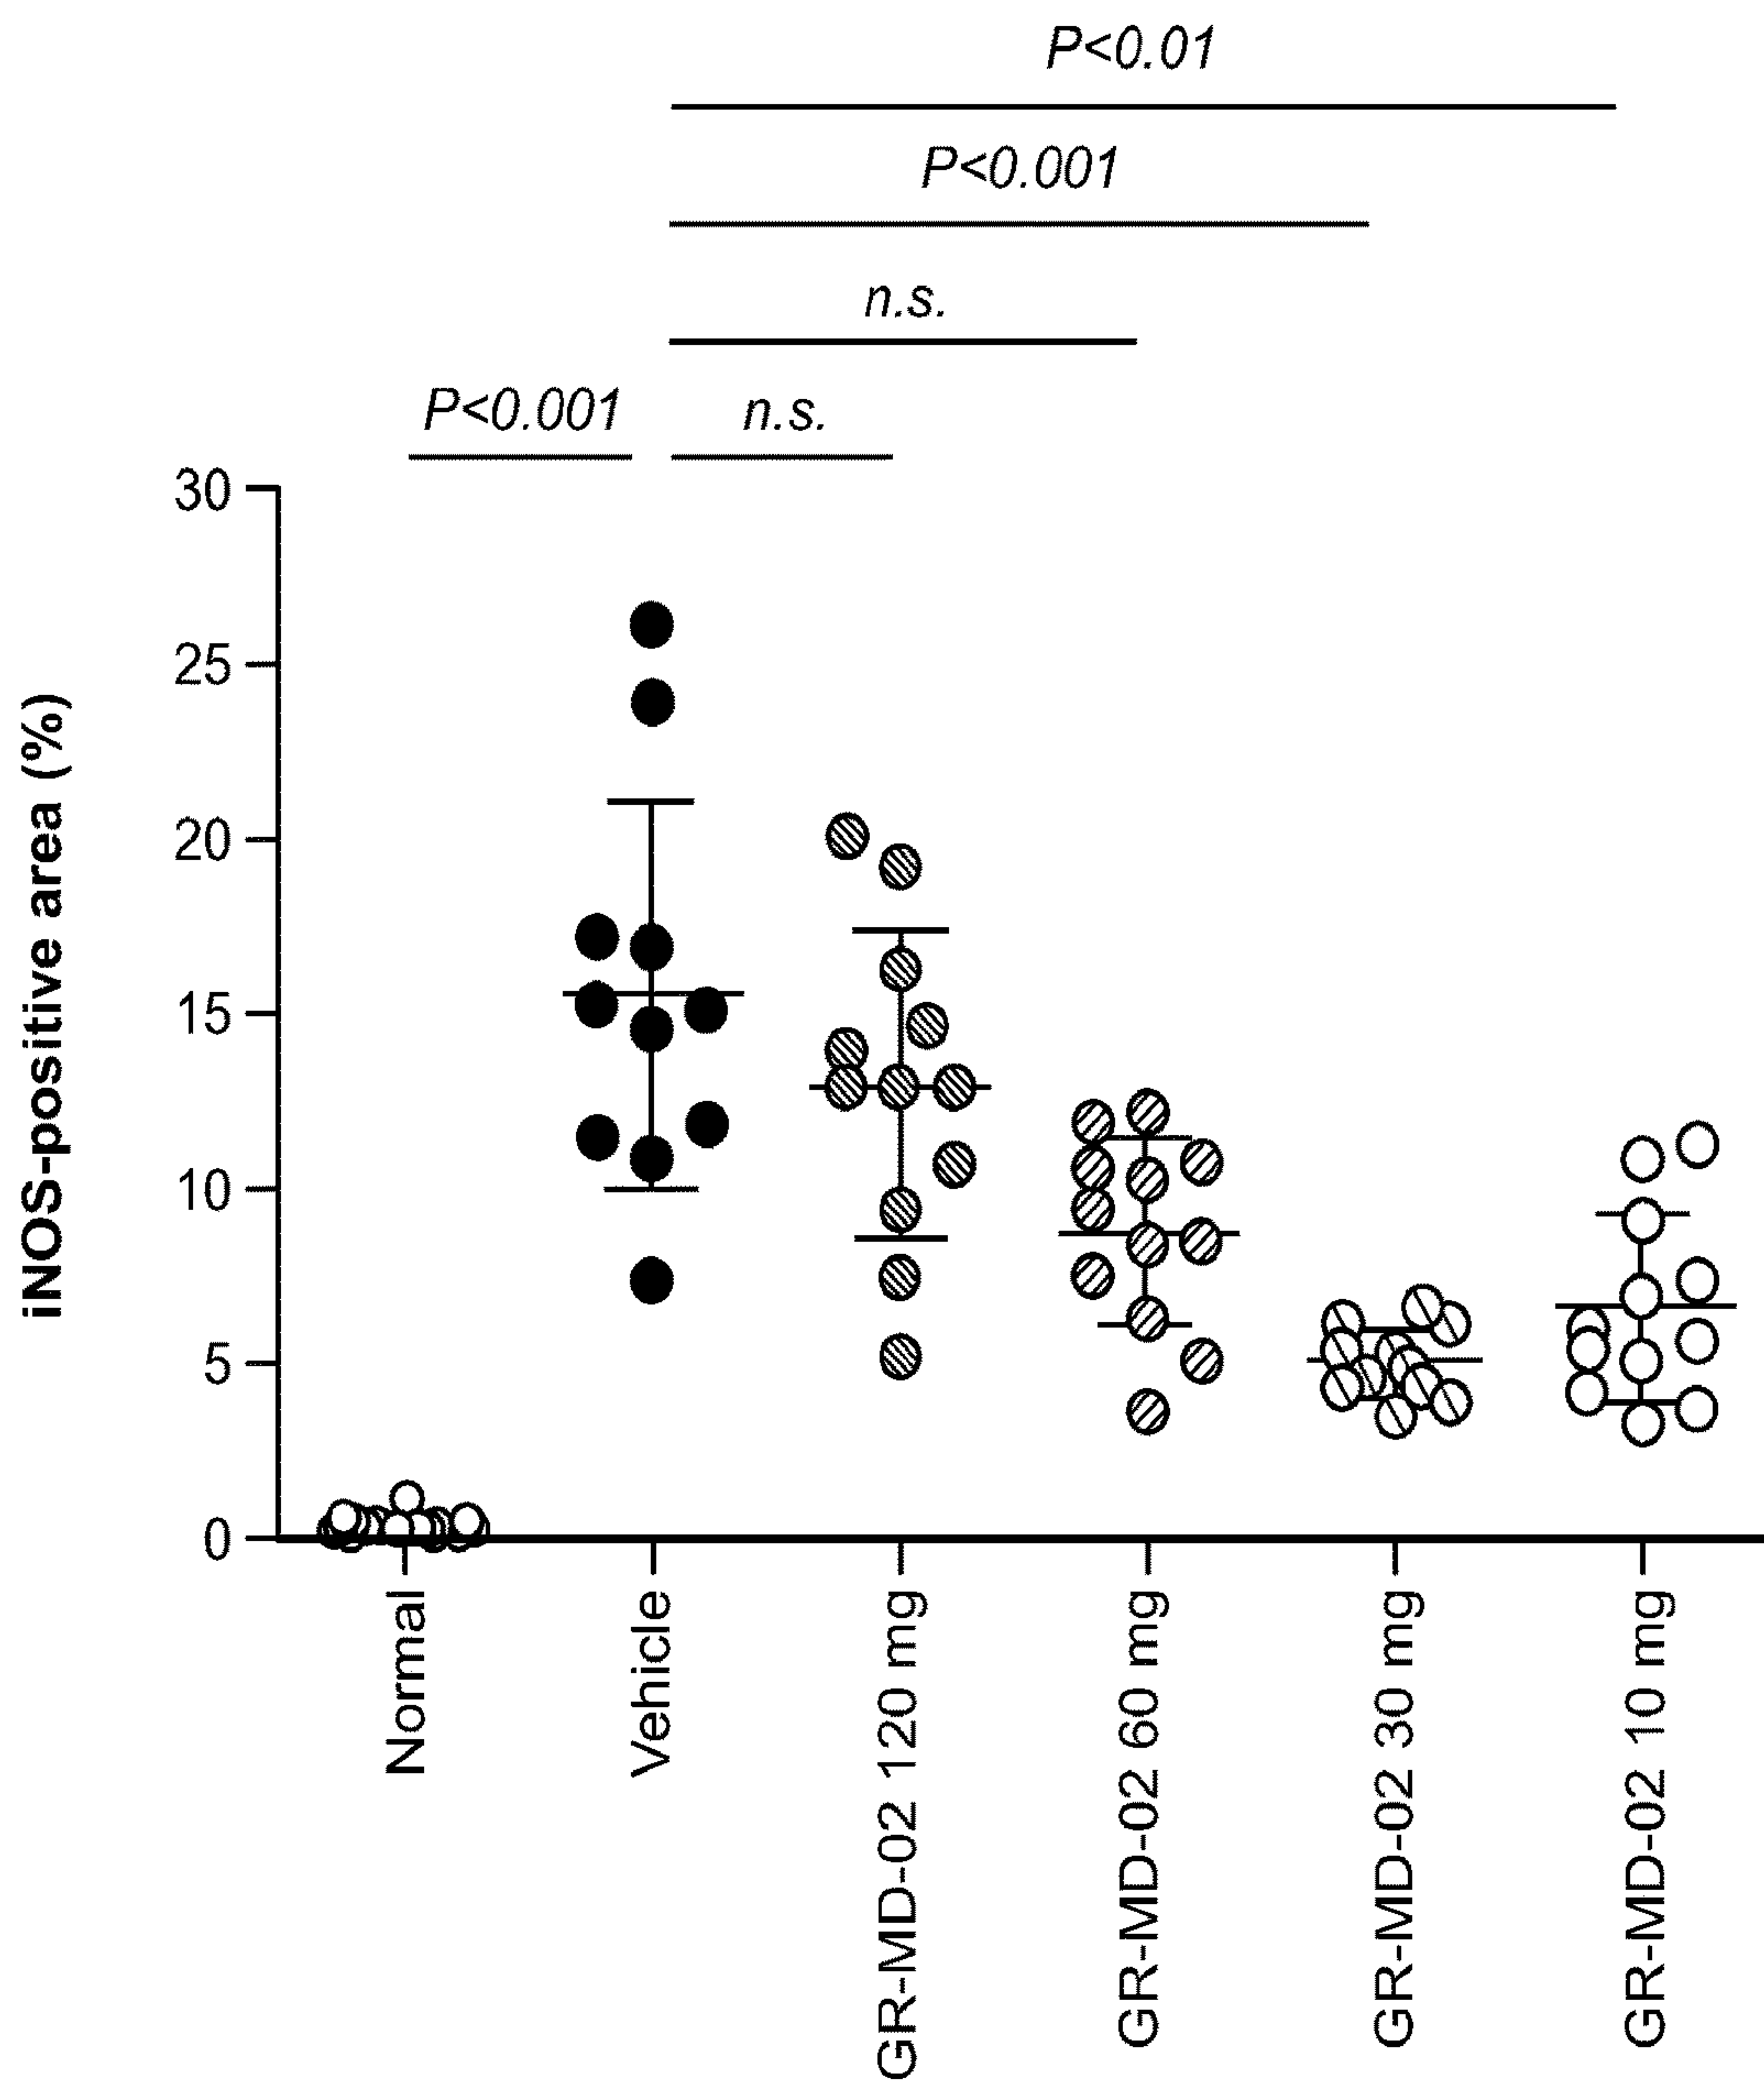 P<0.01
P<0.001
n.s.
P<0.001 n.s.
30
25
20
15
10
5
0
iNOS-positive area (%)
Normal
Vehicle
GR-MD-02 120 mg
GR-MD-02 60 mg
GR-MD-02 30 mg
GR-MD-02 10 mg